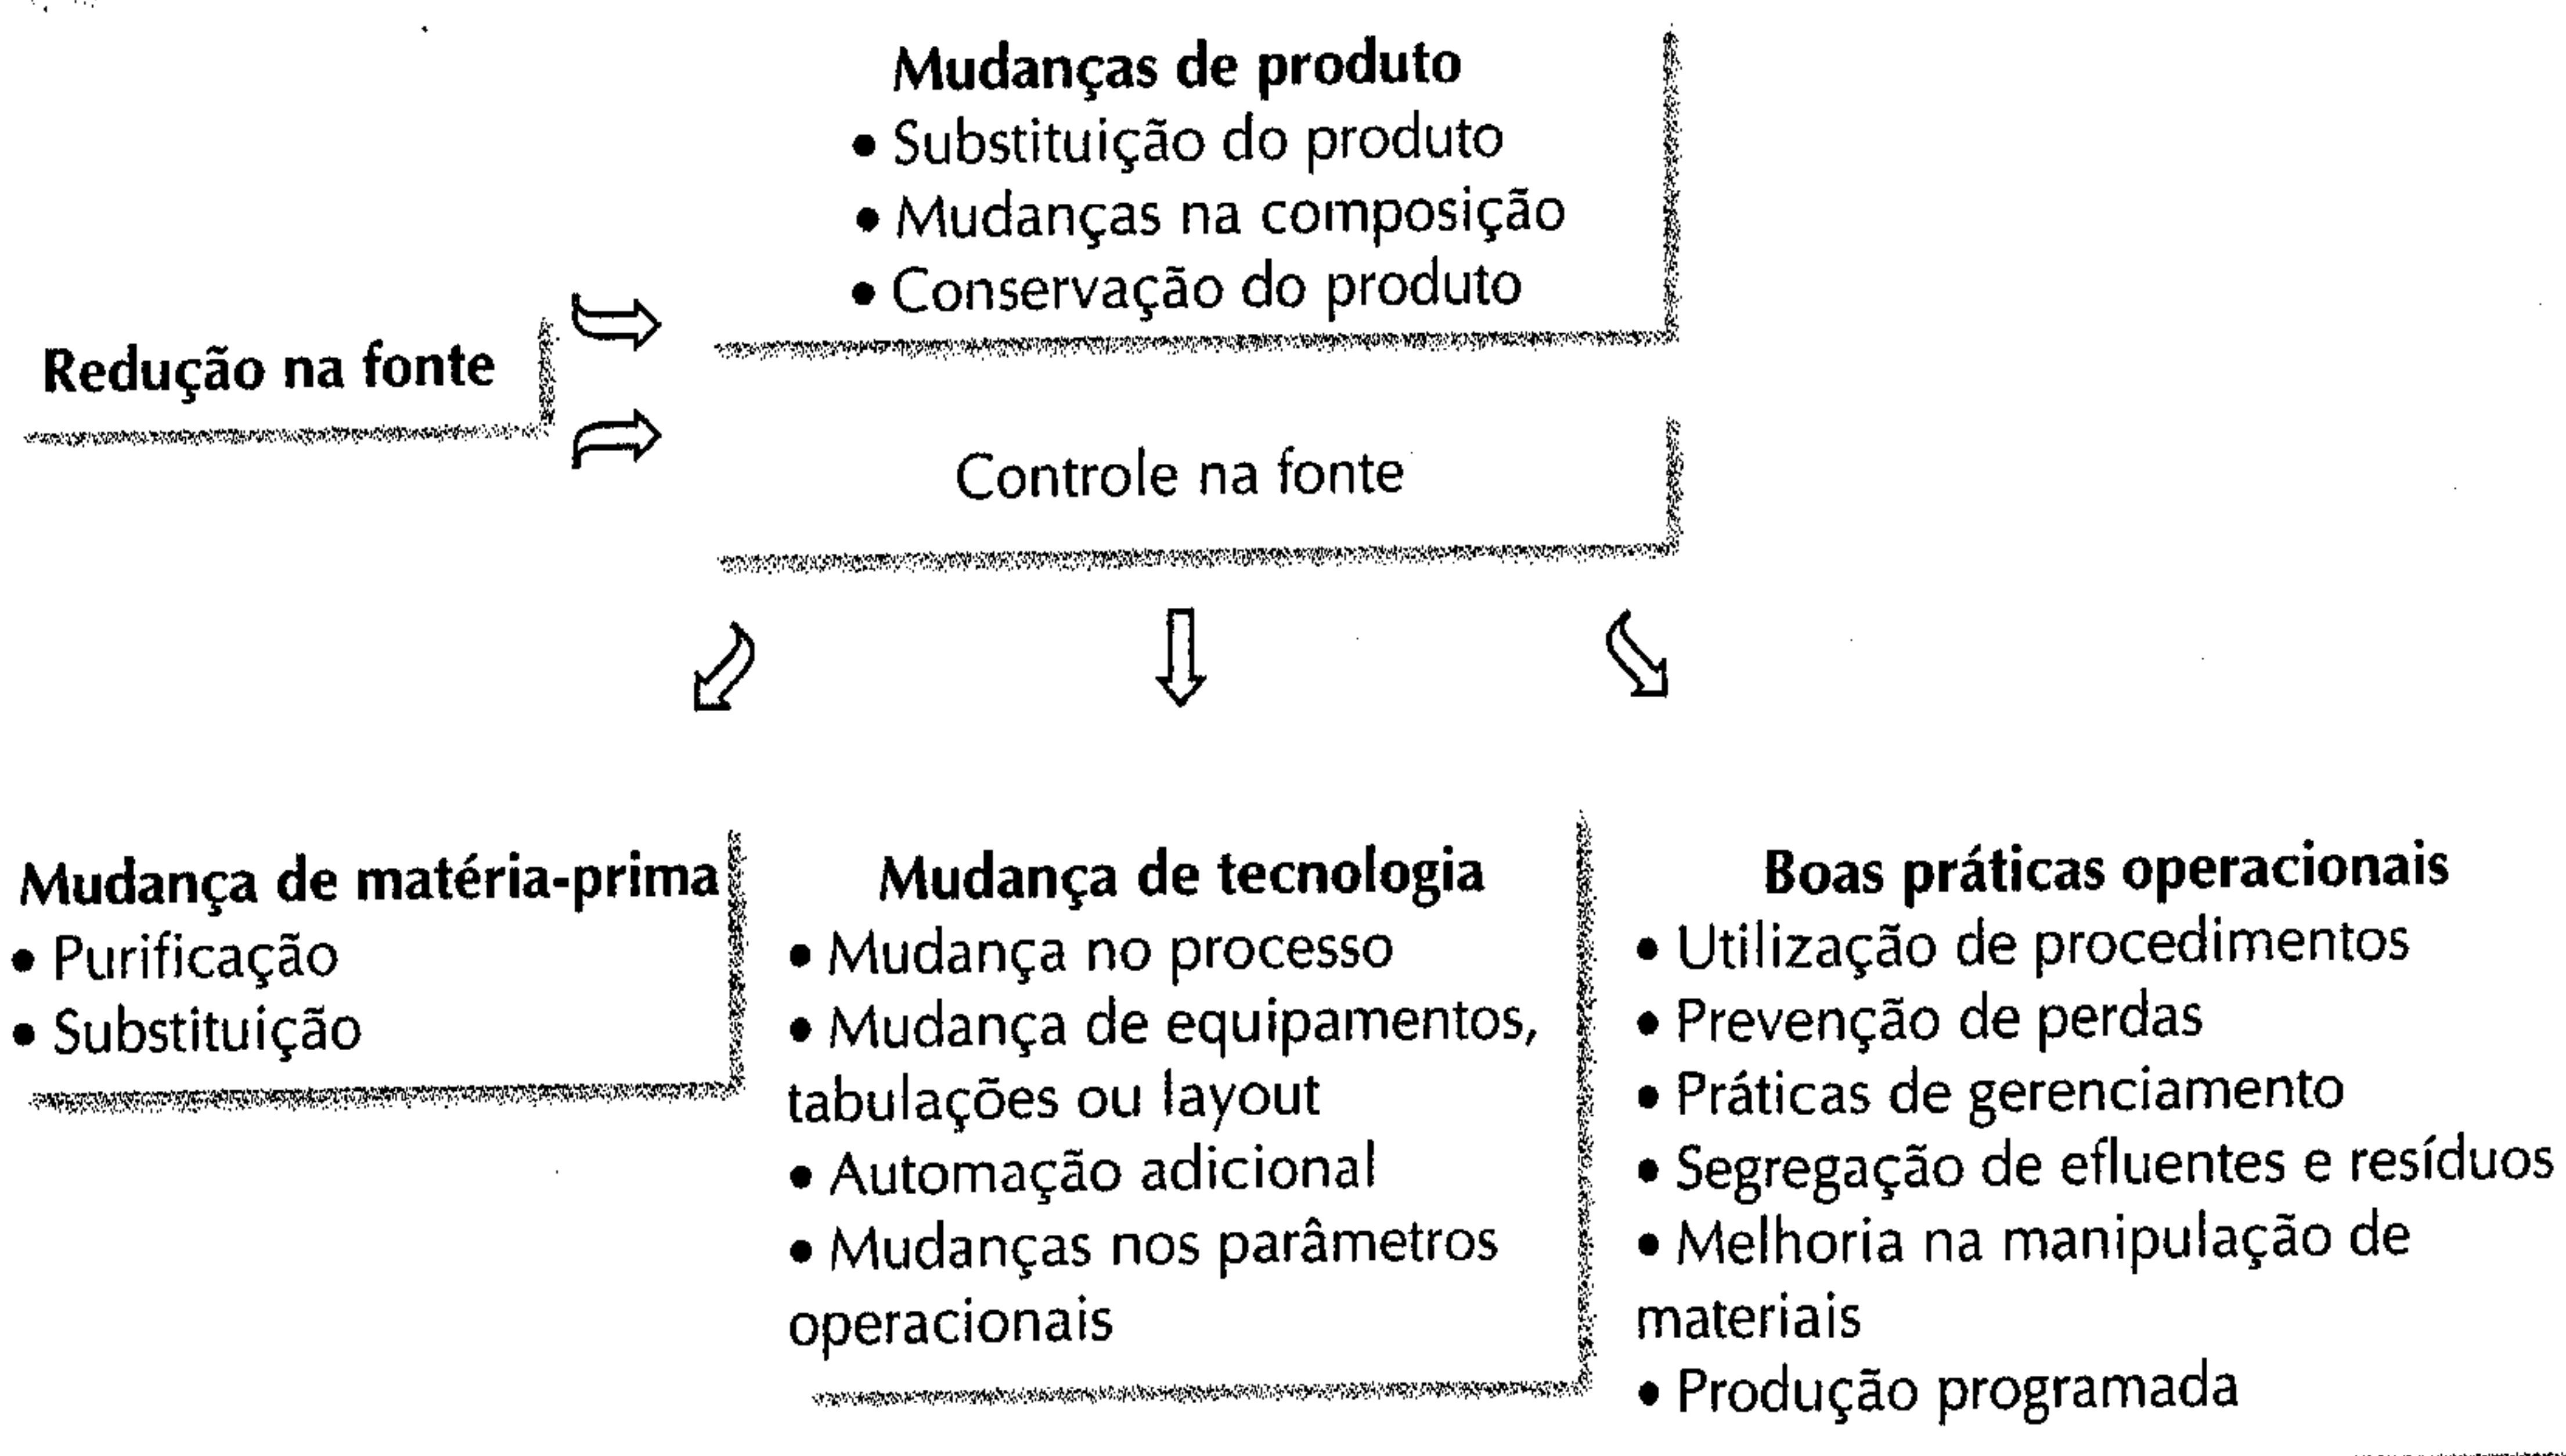 Mudanças de produto
• Substituição do produto
• Mudanças na composição
• Conservação do produto
Redução na fonte
Controle na fonte
Mudança de matéria-prima
• Purificação
• Substituição
Mudança de tecnologia
• Mudança no processo
• Mudança de equipamentos,
tabulações ou layout
• Automação adicional
• Mudanças nos parâmetros
operacionais
Boas práticas operacionais
• Utilização de procedimentos
• Prevenção de perdas
• Práticas de gerenciamento
• Segregação de efluentes e resíduos
• Melhoria na manipulação de
materiais
• Produção programada